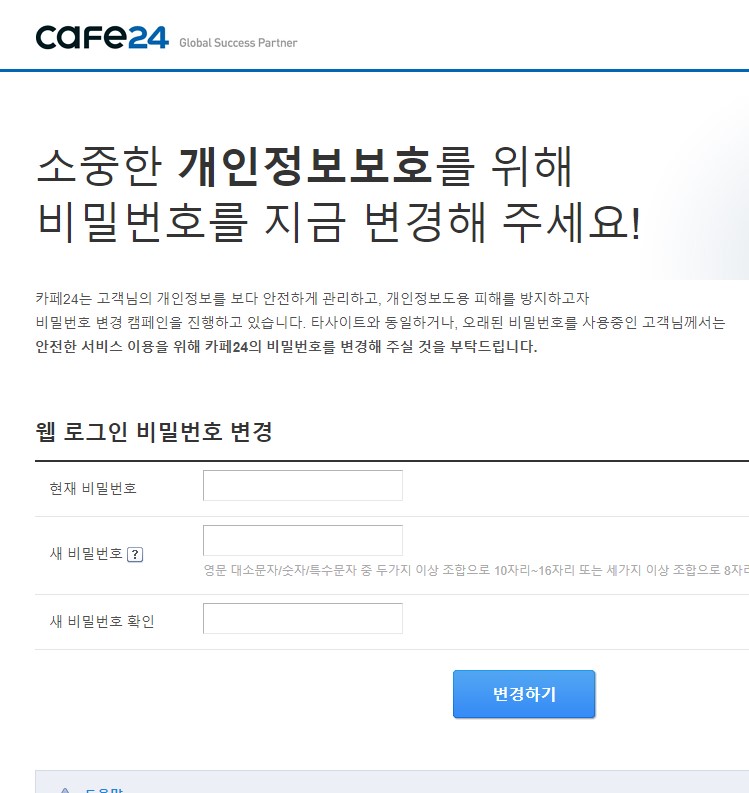 cafe24 Global Success Partner
소중한 개인정보보호를 위해
비밀번호를 지금 변경해 주세요!
카페24는 고객님의 개인정보를 보다 안전하게 관리하고, 개인정보도용 피해를 방지하고자
비밀번호 변경 캠페인을 진행하고 있습니다. 타사이트와 동일하거나, 오래된 비밀번호를 사용중인 고객님께서는
안전한 서비스 이용을 위해 카페24의 비밀번호를 변경해 주실 것을 부탁드립니다.
웹 로그인 비밀번호 변경
현재 비밀번호
새 비밀번호 ?
영문 대소문자/숫자/특수문자 중 두가지 이상 조합으로 10자리~16자리 또는 세가지 이상 조합으로 8자리
새 비밀번호 확인
변경하기